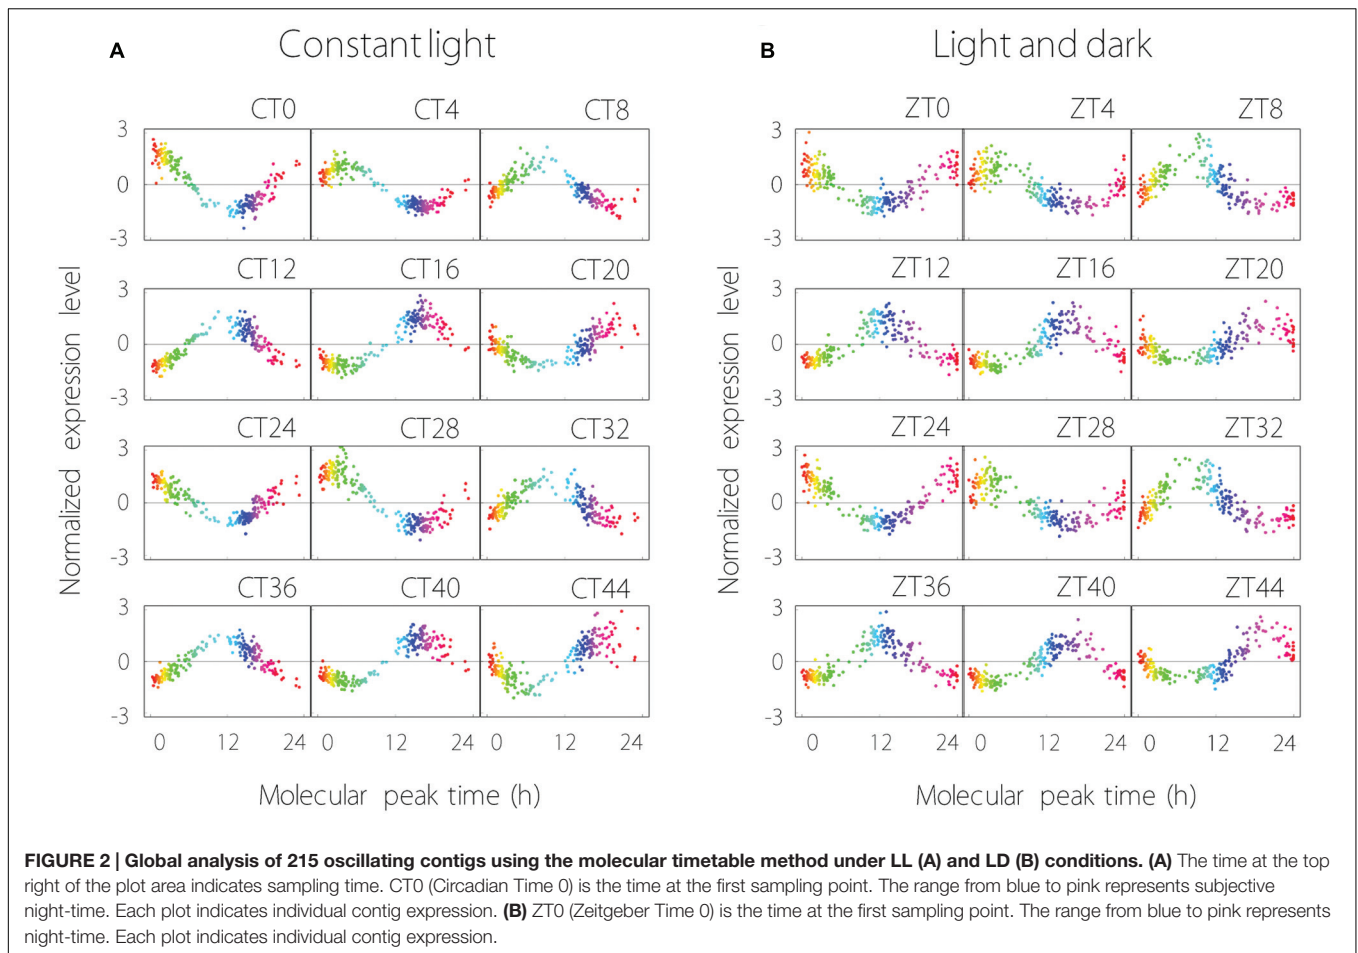 A Constant light B Light and dark
CT0 CT4 CT8 ZT0 ZT4 ZT8
3 3
0 0
-3 -3
CT12 CT16 CT20 ZT12 ZT16 ZT20
3 3
0 0
-3 -3
CT24 CT28 CT32 ZT24 ZT28 ZT32
3 3
0 0
-3 -3
CT36 CT40 CT44 ZT36 ZT40 ZT44
3 3
0 0
-3 -3
Normalized expression level Normalized expression level
0 12 24 0 12 24 0 12 24 0 12 24 0 12 24 0 12 24
Molecular peak time (h) Molecular peak time (h)
FIGURE 2 | Global analysis of 215 oscillating contigs using the molecular timetable method under LL (A) and LD (B) conditions. (A) The time at the top
right of the plot area indicates sampling time. CT0 (Circadian Time 0) is the time at the first sampling point. The range from blue to pink represents subjective
night-time. Each plot indicates individual contig expression. (B) ZT0 (Zeitgeber Time 0) is the time at the first sampling point. The range from blue to pink represents
night-time. Each plot indicates individual contig expression.